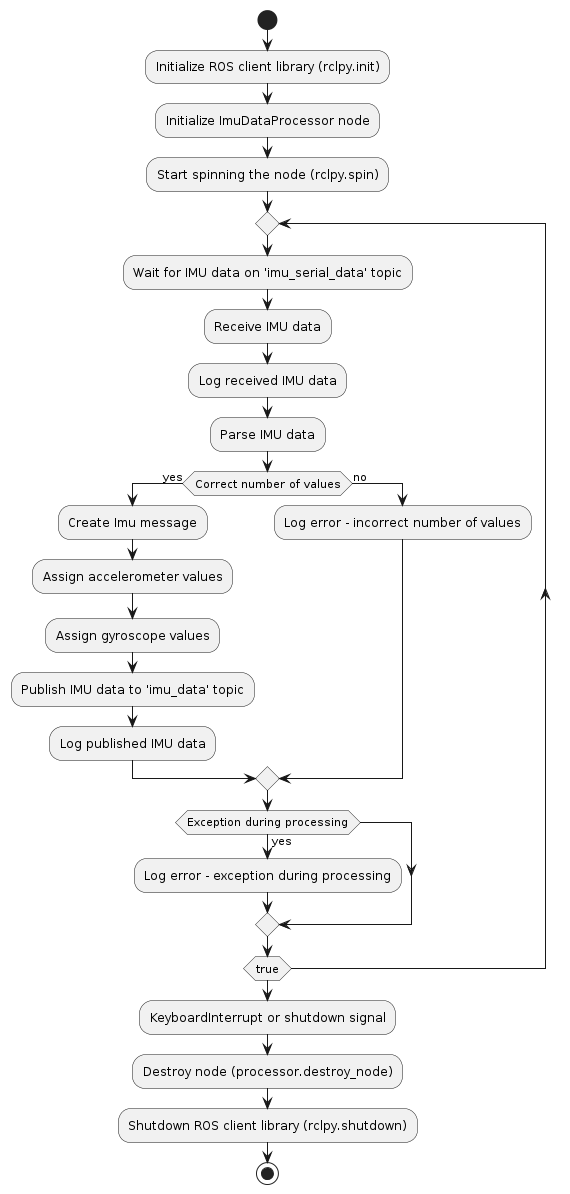 Initialize ROS client library (rclpy.init)
Initialize ImuDataProcessor node
Start spinning the node (rclpy.spin)
Wait for IMU data on 'imu_serial_data' topic
Receive IMU data
Log received IMU data
Parse IMU data
yes
Correct number of values
no
Create Imu message
Log error - incorrect number of values
Assign accelerometer values
Assign gyroscope values
Publish IMU data to 'imu_data' topic
Log published IMU data
Exception during processing
yes
Log error - exception during processing
true
KeyboardInterrupt or shutdown signal
Destroy node (processor.destroy_node)
Shutdown ROS client library (rclpy.shutdown)